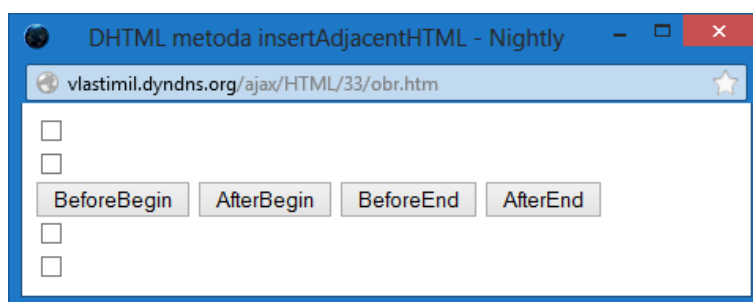 DHTML metoda insertAdjacentHTML - Nightly
vlastimil.dyndns.org/ajax/HTML/33/obr.htm
BeforeBegin AfterBegin BeforeEnd AfterEnd